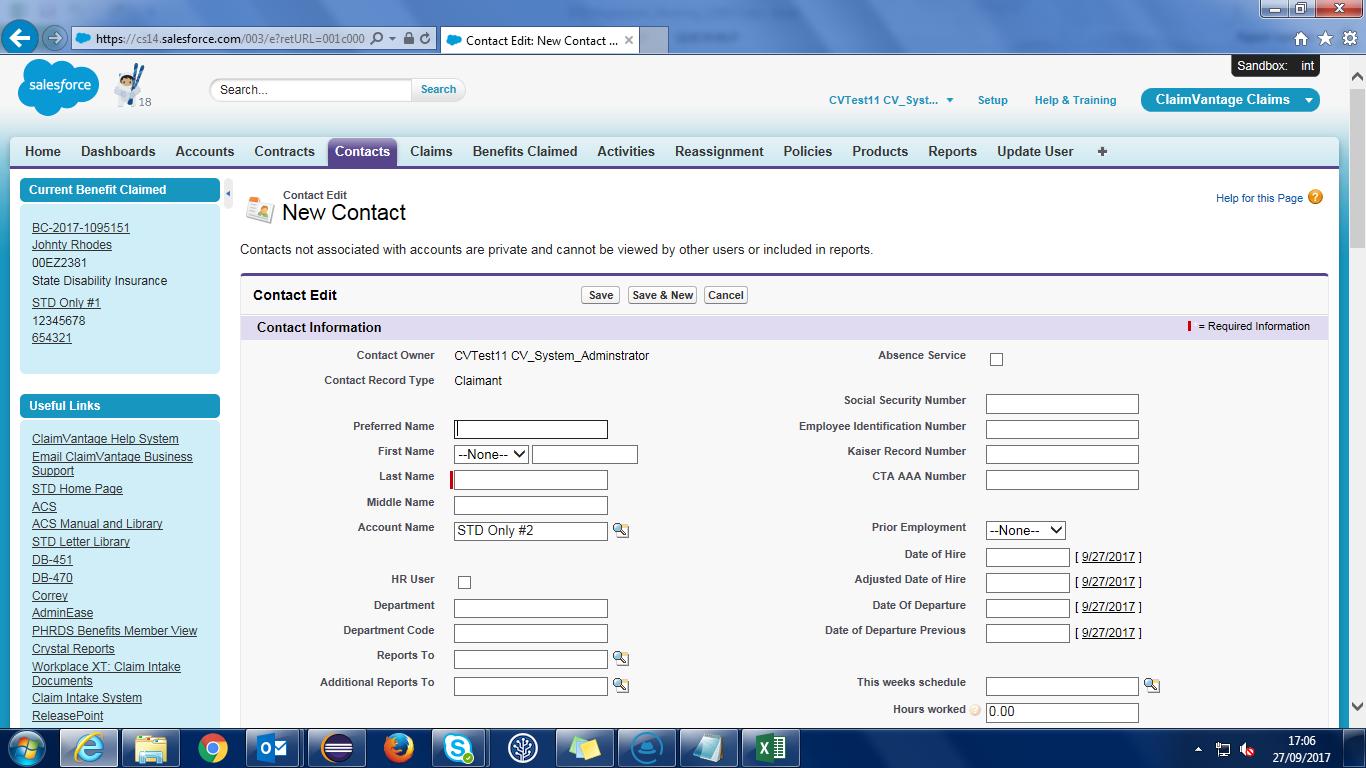 https://cs14.salesforce.com/003/e?retURL=001c000
Contact Edit: New Contact ...
Sandbox: int
salesforce
18
Search...
Search
CVTest11 CV_Syst...
Setup
Help & Training
ClaimVantage Claims
Home Dashboards Accounts Contracts Contacts Claims Benefits Claimed Activities Reassignment Policies Products Reports Update User +
Current Benefit Claimed
BC-2017-1095151
Johnty Rhodes
00EZ2381
State Disability Insurance
STD Only #1
12345678
654321
Useful Links
ClaimVantage Help System
Email ClaimVantage Business
Support
STD Home Page
ACS
ACS Manual and Library
STD Letter Library
DB-451
DB-470
Correy
AdminEase
PHRDS Benefits Member View
Crystal Reports
Workplace XT: Claim Intake
Documents
Claim Intake System
ReleasePoint
Contact Edit
New Contact
Help for this Page ?
Contacts not associated with accounts are private and cannot be viewed by other users or included in reports.
Contact Edit
Save
Save & New
Cancel
Contact Information
= Required Information
Contact Owner CVTest11 CV_System_Adminstrator
Absence Service
Contact Record Type Claimant
Social Security Number
Preferred Name
Employee Identification Number
First Name --None--
Kaiser Record Number
Last Name
CTA AAA Number
Middle Name
Account Name STD Only #2
Prior Employment --None--
Date of Hire [ 9/27/2017 ]
HR User
Adjusted Date of Hire [ 9/27/2017 ]
Department
Date Of Departure [ 9/27/2017 ]
Department Code
Date of Departure Previous [ 9/27/2017 ]
Reports To
Additional Reports To
This weeks schedule
Hours worked 0.00
17:06
27/09/2017